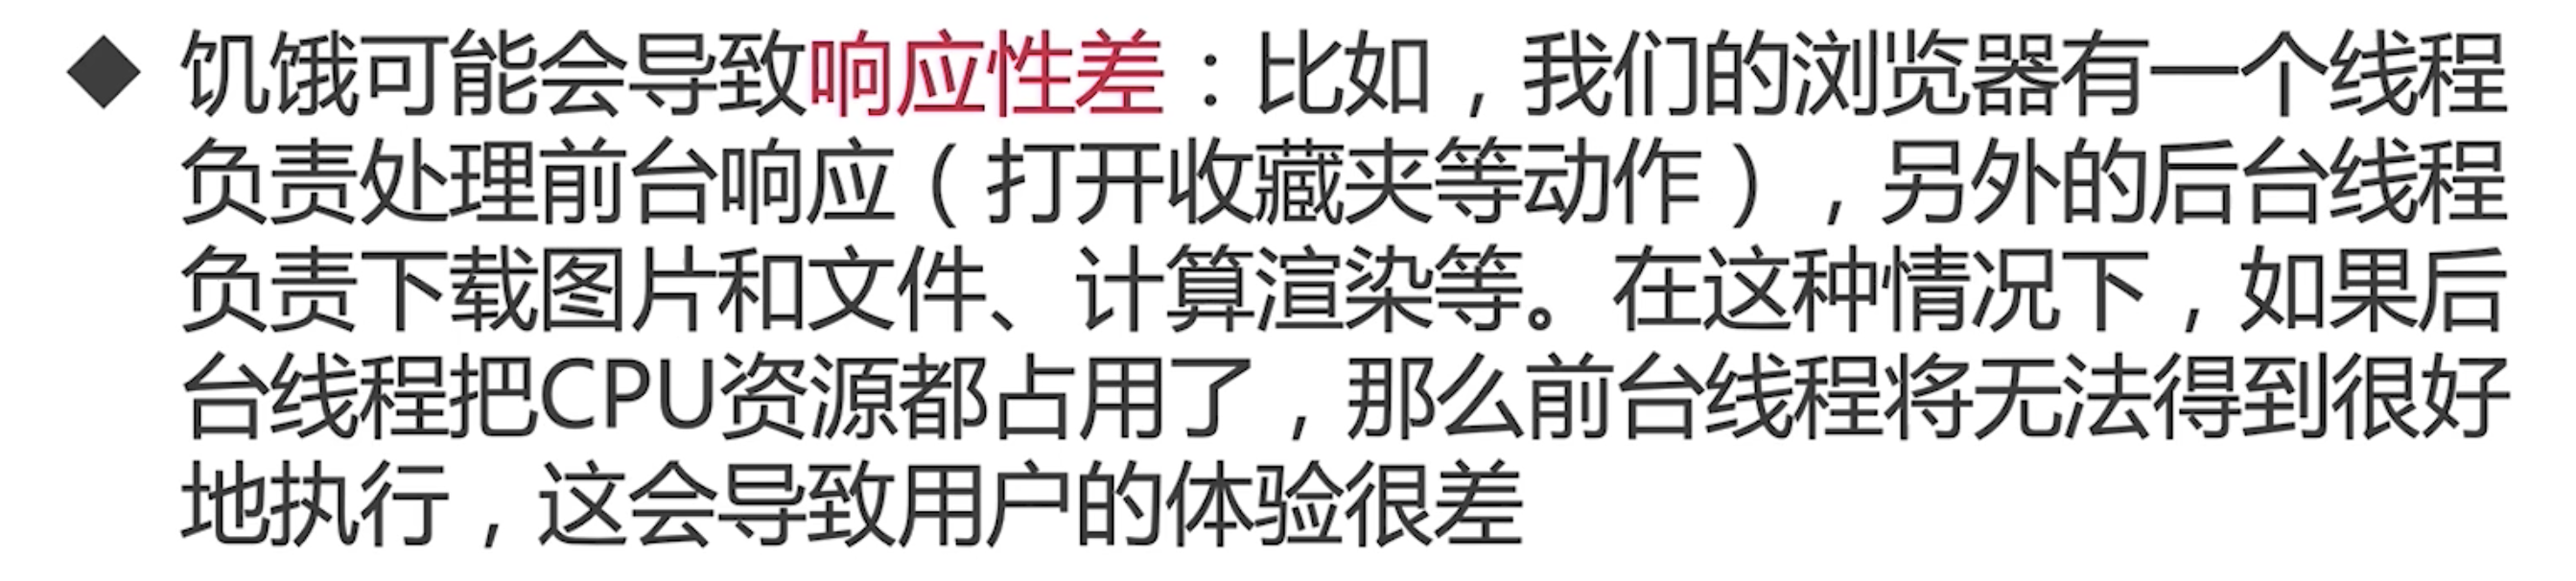 ◆ 饥饿可能会导致响应性差：比如，我们的浏览器有一个线程
负责处理前台响应（打开收藏夹等动作），另外的后台线程
负责下载图片和文件、计算渲染等。在这种情况下，如果后
台线程把CPU资源都占用了，那么前台线程将无法得到很好
地执行，这会导致用户的体验很差